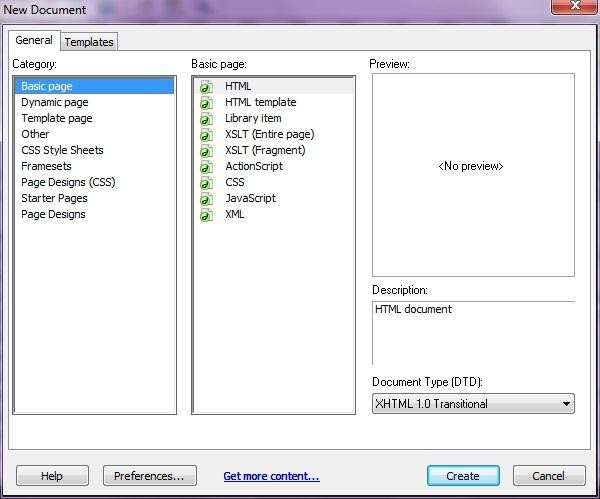 New Document
General
Templates
Category:
Basic page
Dynamic page
Template page
Other
CSS Style Sheets
Framesets
Page Designs (CSS)
Starter Pages
Page Designs
Basic page:
HTML
HTML template
Library item
XSLT (Entire page)
XSLT (Fragment)
ActionScript
CSS
JavaScript
XML
Preview:
<No preview>
Description:
HTML document
Document Type (DTD):
XHTML 1.0 Transitional
Help
Preferences...
Get more content...
Create
Cancel